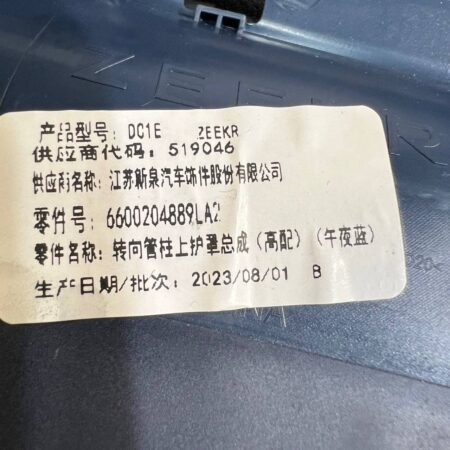 ZEEKR
产品型号: DC1E ZEEKR
供应商代码: 519046
供应商名称: 江苏斯泉汽车饰件股份有限公司
零件号: 6600204889LA2
零件名称: 转向管柱上护罩总成(高配)(午夜蓝)
生产日期/批次: 2023/08/01 B